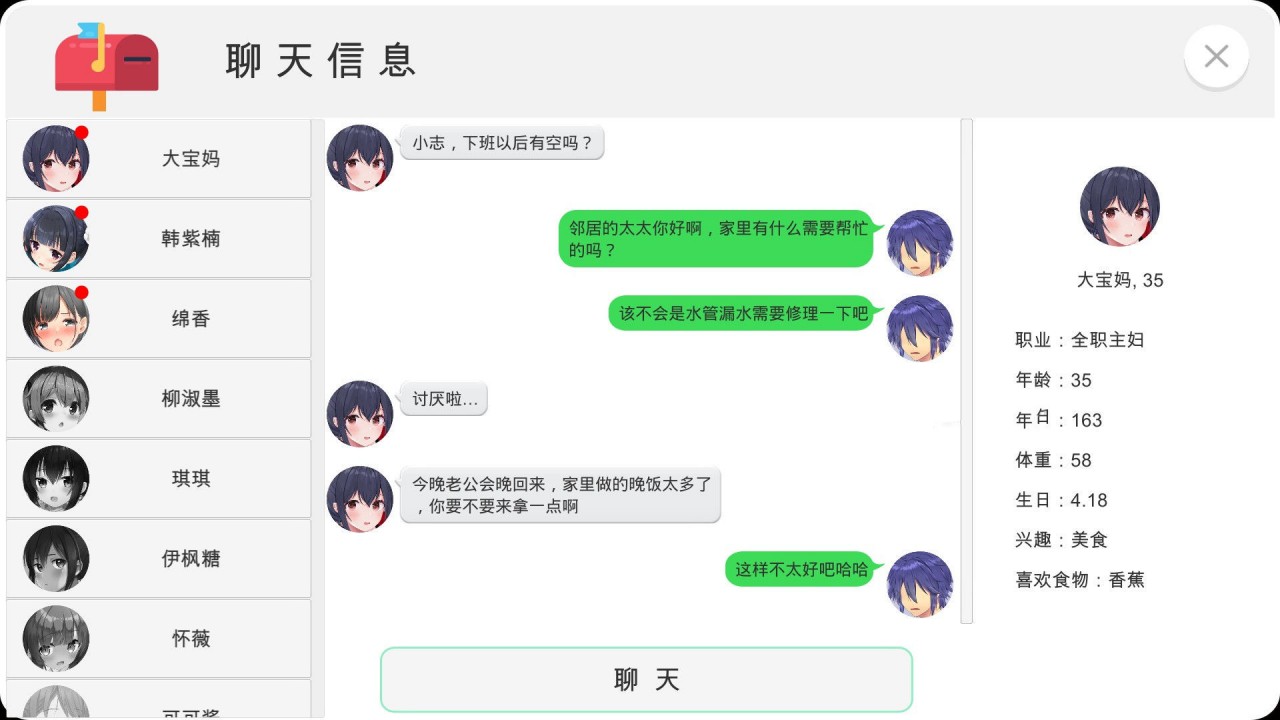 聊天信息
大宝妈
韩紫楠
绵香
柳淑墨
琪琪
伊枫糖
怀薇
可可酱
小志，下班以后有空吗？
邻居的太太你好啊，家里有什么需要帮忙
的吗？
该不会是水管漏水需要修理一下吧
讨厌啦...
今晚老公会晚回来，家里做的晚饭太多了
，你要不要来拿一点啊
这样不太好吧哈哈
聊天
大宝妈, 35
职业：全职主妇
年龄：35
163
体重：58
生日：4.18
兴趣：美食
喜欢食物：香蕉